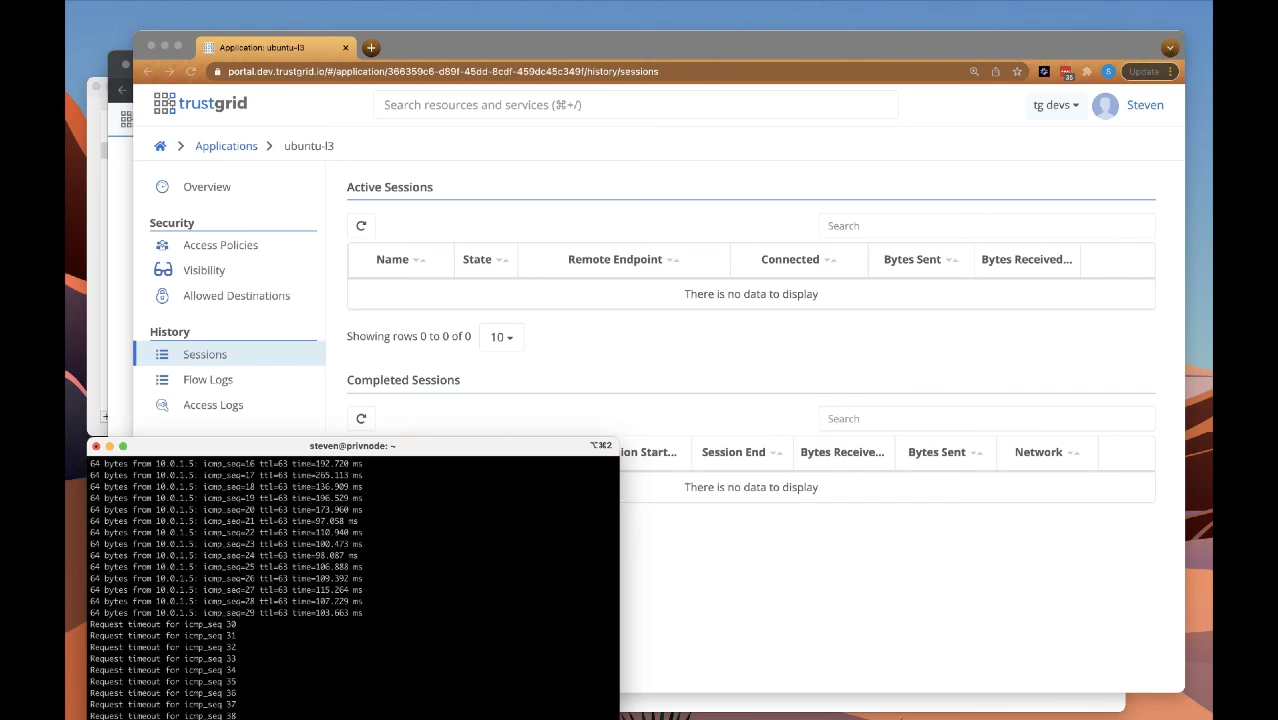 Application: ubuntu-l3
portal.dev.trustgrid.io/#/application/366359c6-d89f-45dd-8cdf-459dc45c349f/history/sessions
38
S
Update
trustgrid
Search resources and services (⌘+/)
tg devs
Steven
Applications
ubuntu-l3
Overview
Security
Access Policies
Visibility
Allowed Destinations
History
Sessions
Flow Logs
Access Logs
Active Sessions
Search
Name State Remote Endpoint Connected Bytes Sent Bytes Received...
There is no data to display
Showing rows 0 to 0 of 0 10
Completed Sessions
Search
ion Start... Session End Bytes Receive... Bytes Sent Network
There is no data to display
steven@privnode: ~ ⌥⌘2
64 bytes from 10.0.1.5: icmp_seq=16 ttl=63 time=192.720 ms
64 bytes from 10.0.1.5: icmp_seq=17 ttl=63 time=265.113 ms
64 bytes from 10.0.1.5: icmp_seq=18 ttl=63 time=136.909 ms
64 bytes from 10.0.1.5: icmp_seq=19 ttl=63 time=196.529 ms
64 bytes from 10.0.1.5: icmp_seq=20 ttl=63 time=173.960 ms
64 bytes from 10.0.1.5: icmp_seq=21 ttl=63 time=97.058 ms
64 bytes from 10.0.1.5: icmp_seq=22 ttl=63 time=110.940 ms
64 bytes from 10.0.1.5: icmp_seq=23 ttl=63 time=100.473 ms
64 bytes from 10.0.1.5: icmp_seq=24 ttl=63 time=98.087 ms
64 bytes from 10.0.1.5: icmp_seq=25 ttl=63 time=106.888 ms
64 bytes from 10.0.1.5: icmp_seq=26 ttl=63 time=109.392 ms
64 bytes from 10.0.1.5: icmp_seq=27 ttl=63 time=115.264 ms
64 bytes from 10.0.1.5: icmp_seq=28 ttl=63 time=107.229 ms
64 bytes from 10.0.1.5: icmp_seq=29 ttl=63 time=103.663 ms
Request timeout for icmp_seq 30
Request timeout for icmp_seq 31
Request timeout for icmp_seq 32
Request timeout for icmp_seq 33
Request timeout for icmp_seq 34
Request timeout for icmp_seq 35
Request timeout for icmp_seq 36
Request timeout for icmp_seq 37
Request timeout for icmp_seq 38